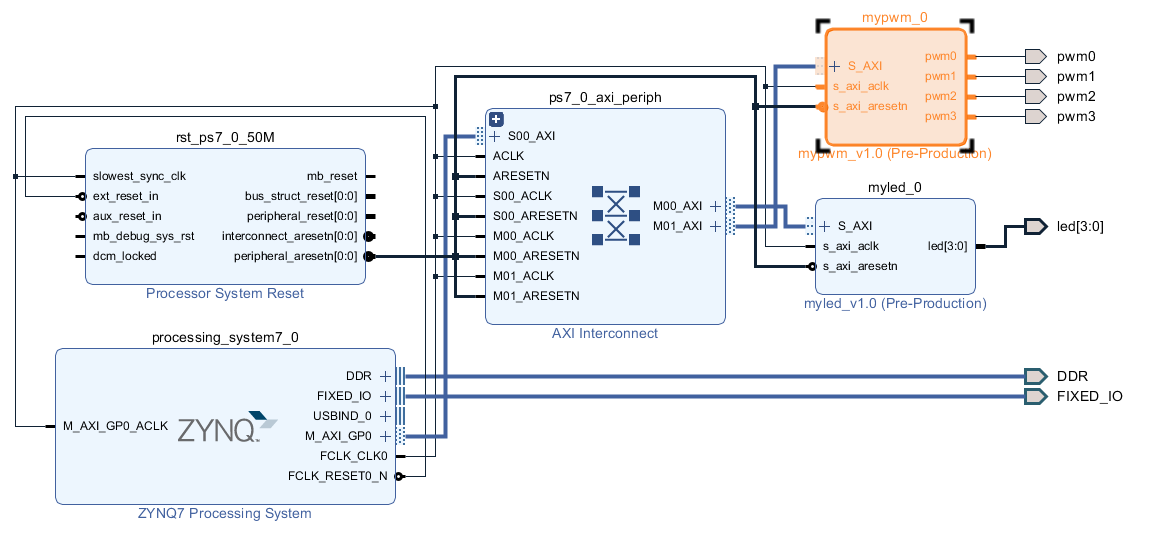 mypwm_0
S_AXI
s_axi_aclk
s_axi_aresetn
pwm0
pwm1
pwm2
pwm3
mypwm_v1.0 (Pre-Production)
pwm0
pwm1
pwm2
pwm3
ps7_0_axi_periph
S00_AXI
ACLK
ARESETN
S00_ACLK
S00_ARESETN
M00_ACLK
M00_ARESETN
M01_ACLK
M01_ARESETN
M00_AXI
M01_AXI
AXI Interconnect
rst_ps7_0_50M
slowest_sync_clk
ext_reset_in
aux_reset_in
mb_debug_sys_rst
dcm_locked
mb_reset
bus_struct_reset[0:0]
peripheral_reset[0:0]
interconnect_aresetn[0:0]
peripheral_aresetn[0:0]
Processor System Reset
myled_0
S_AXI
s_axi_aclk
s_axi_aresetn
led[3:0]
myled_v1.0 (Pre-Production)
led[3:0]
processing_system7_0
M_AXI_GP0_ACLK
ZYNQ
DDR
FIXED_IO
USBIND_0
M_AXI_GP0
FCLK_CLK0
FCLK_RESET0_N
ZYNQ7 Processing System
DDR
FIXED_IO